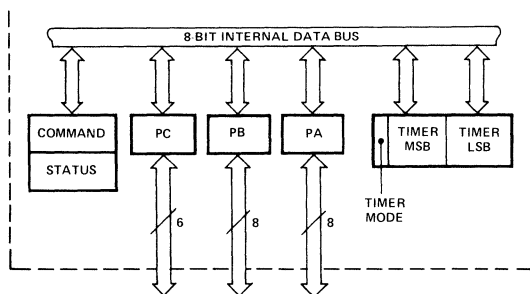 8-BIT INTERNAL DATA BUS
COMMAND
STATUS
PC
PB
PA
TIMER
MSB
TIMER
LSB
TIMER
MODE
6
8
8